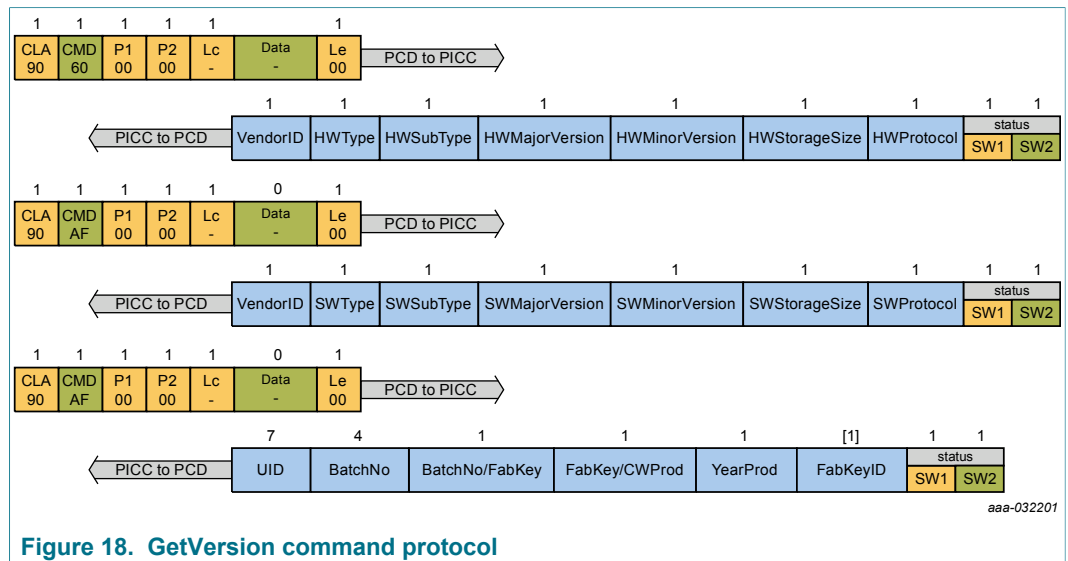 1 1 1 1 1 1
CLA CMD P1 P2 Lc Data Le
90 60 00 00 - - 00
PCD to PICC
1 1 1 1 1 1 1 1 1
PICC to PCD VendorID HWType HWSubType HWMajorVersion HWMinorVersion HWStorageSize HWProtocol status
SW1 SW2
1 1 1 1 1 0 1
CLA CMD P1 P2 Lc Data Le
90 AF 00 00 - - 00
PCD to PICC
1 1 1 1 1 1 1 1 1
PICC to PCD VendorID SWType SWSubType SWMajorVersion SWMinorVersion SWStorageSize SWProtocol status
SW1 SW2
1 1 1 1 1 0 1
CLA CMD P1 P2 Lc Data Le
90 AF 00 00 - - 00
PCD to PICC
7 4 1 1 1 [1] 1 1
PICC to PCD UID BatchNo BatchNo/FabKey FabKey/CWProd YearProd FabKeyID status
SW1 SW2
aaa-032201
Figure 18. GetVersion command protocol